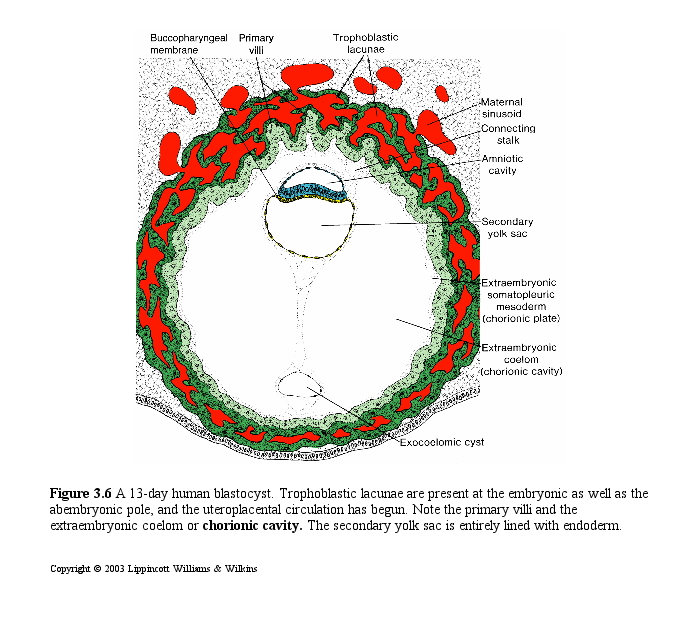 Buccopharyngeal Primary Trophoblastic
membrane villi lacunae
Maternal
sinusoid
Connecting
stalk
Amniotic
cavity
Secondary
yolk sac
Extraembryonic
somatopleuric
mesoderm
(chorionic plate)
Extraembryonic
coelom
(chorionic cavity)
Exocoelomic cyst
Figure 3.6 A 13-day human blastocyst. Trophoblastic lacunae are present at the embryonic as well as the
abembryonic pole, and the uteroplacental circulation has begun. Note the primary villi and the
extraembryonic coelom or chorionic cavity. The secondary yolk sac is entirely lined with endoderm.
Copyright © 2003 Lippincott Williams & Wilkins